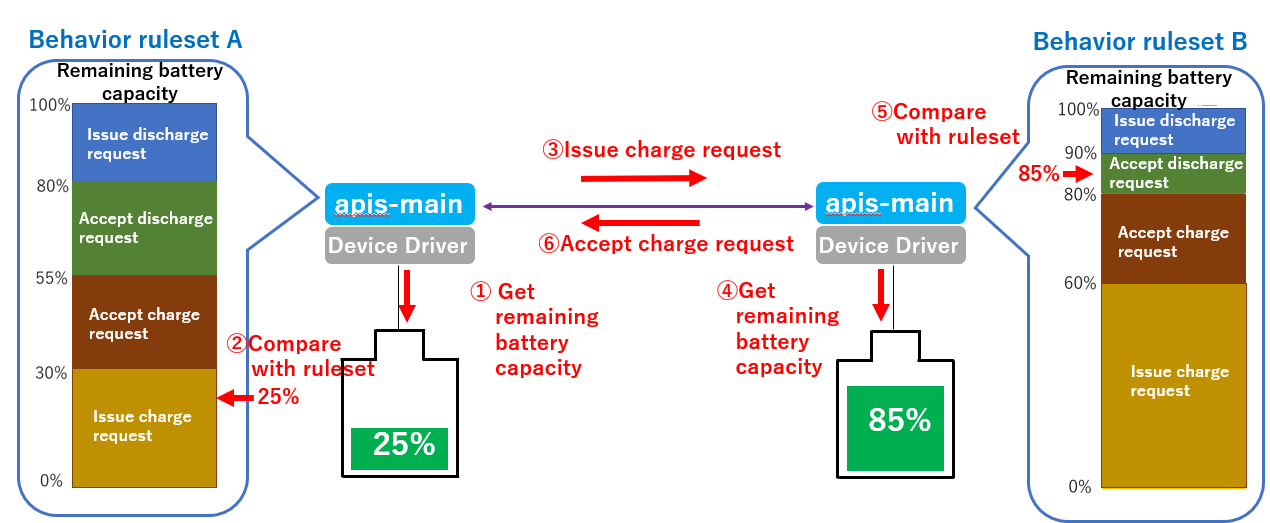 Behavior ruleset A
Remaining battery
capacity
100%
Issue discharge
request
80%
Accept discharge
request
55%
Accept charge
request
30%
Issue charge
request
0%
②Compare
with ruleset
25%
apis-main
Device Driver
① Get
remaining
battery
capacity
25%
③Issue charge request
⑥Accept charge request
apis-main
Device Driver
④Get
remaining
battery
capacity
85%
⑤Compare
with ruleset
85%
Behavior ruleset B
Remaining battery
capacity
100%
Issue discharge
request
90%
Accept discharge
request
80%
Accept charge
request
60%
Issue charge
request
0%